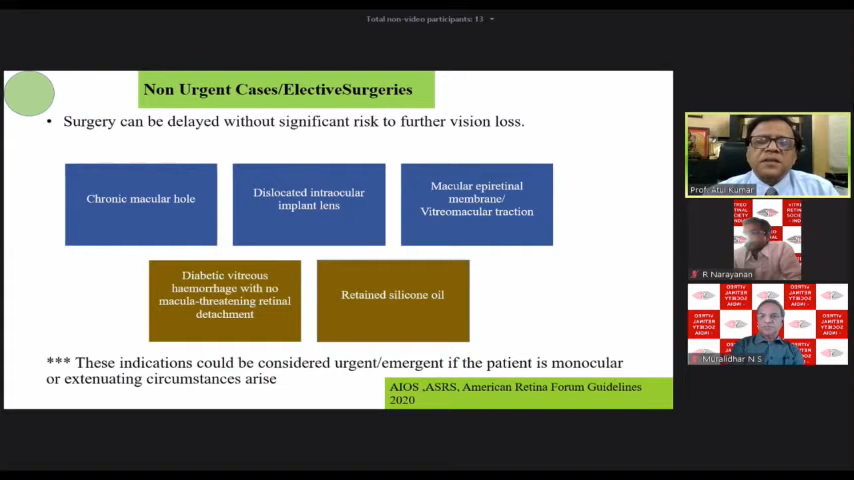 Total non-video participants: 13
Non Urgent Cases/ElectiveSurgeries
• Surgery can be delayed without significant risk to further vision loss.
Chronic macular hole
Dislocated intraocular
implant lens
Macular epiretinal
membrane/
Vitreomacular traction
Diabetic vitreous
haemorrhage with no
macula-threatening retinal
detachment
Retained silicone oil
*** These indications could be considered urgent/emergent if the patient is monocular
or extenuating circumstances arise
AIOS ,ASRS, American Retina Forum Guidelines
2020
Prof. Atul Kumar
R Narayanan
Muralidhar N S